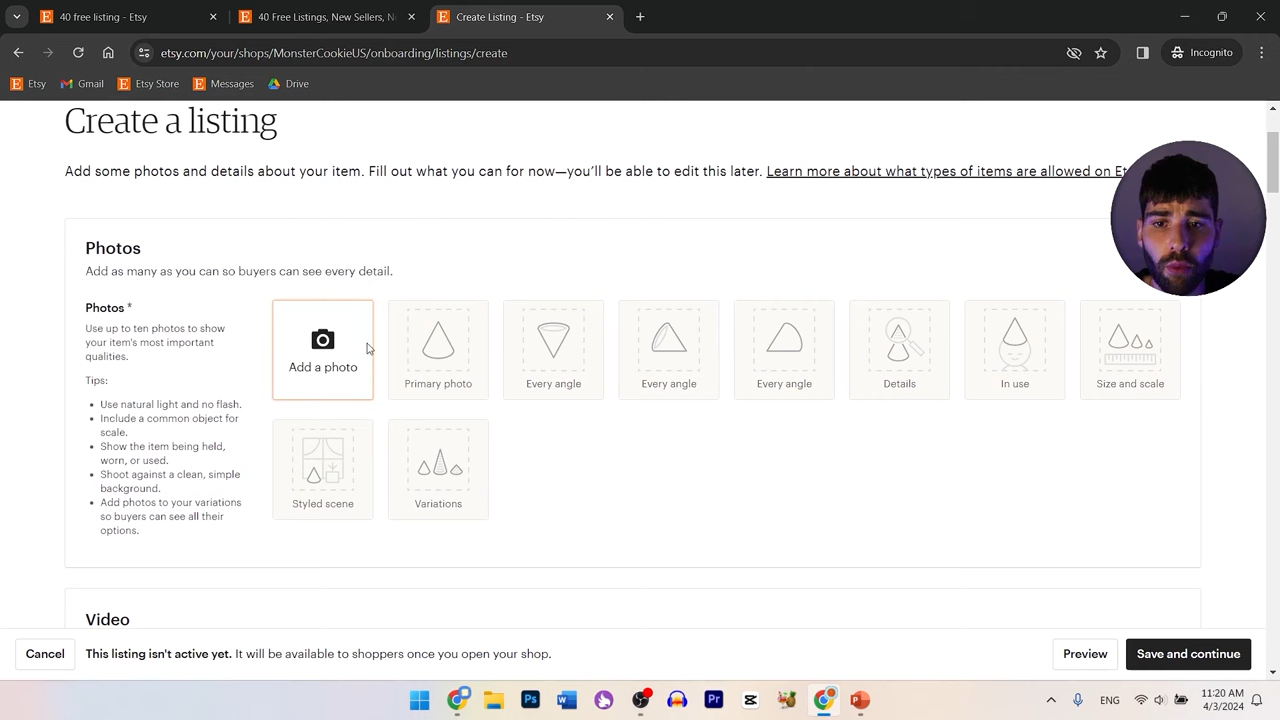 40 free listing - Etsy
40 Free Listings, New Sellers, N
Create Listing - Etsy
etsy.com/your/shops/MonsterCookieUS/onboarding/listings/create
Incognito
Etsy
Gmail
Etsy Store
Messages
Drive
Create a listing
Add some photos and details about your item. Fill out what you can for now—you'll be able to edit this later. Learn more about what types of items are allowed on Et
Photos
Add as many as you can so buyers can see every detail.
Photos *
Use up to ten photos to show
your item's most important
qualities.
Tips:
• Use natural light and no flash.
• Include a common object for
scale.
• Show the item being held,
worn, or used.
• Shoot against a clean, simple
background.
• Add photos to your variations
so buyers can see all their
options.
Add a photo
Primary photo
Every angle
Every angle
Every angle
Details
In use
Size and scale
Styled scene
Variations
Video
Cancel
This listing isn't active yet. It will be available to shoppers once you open your shop.
Preview
Save and continue
Ps
W
Pr
P
ENG
11:20 AM
4/3/2024